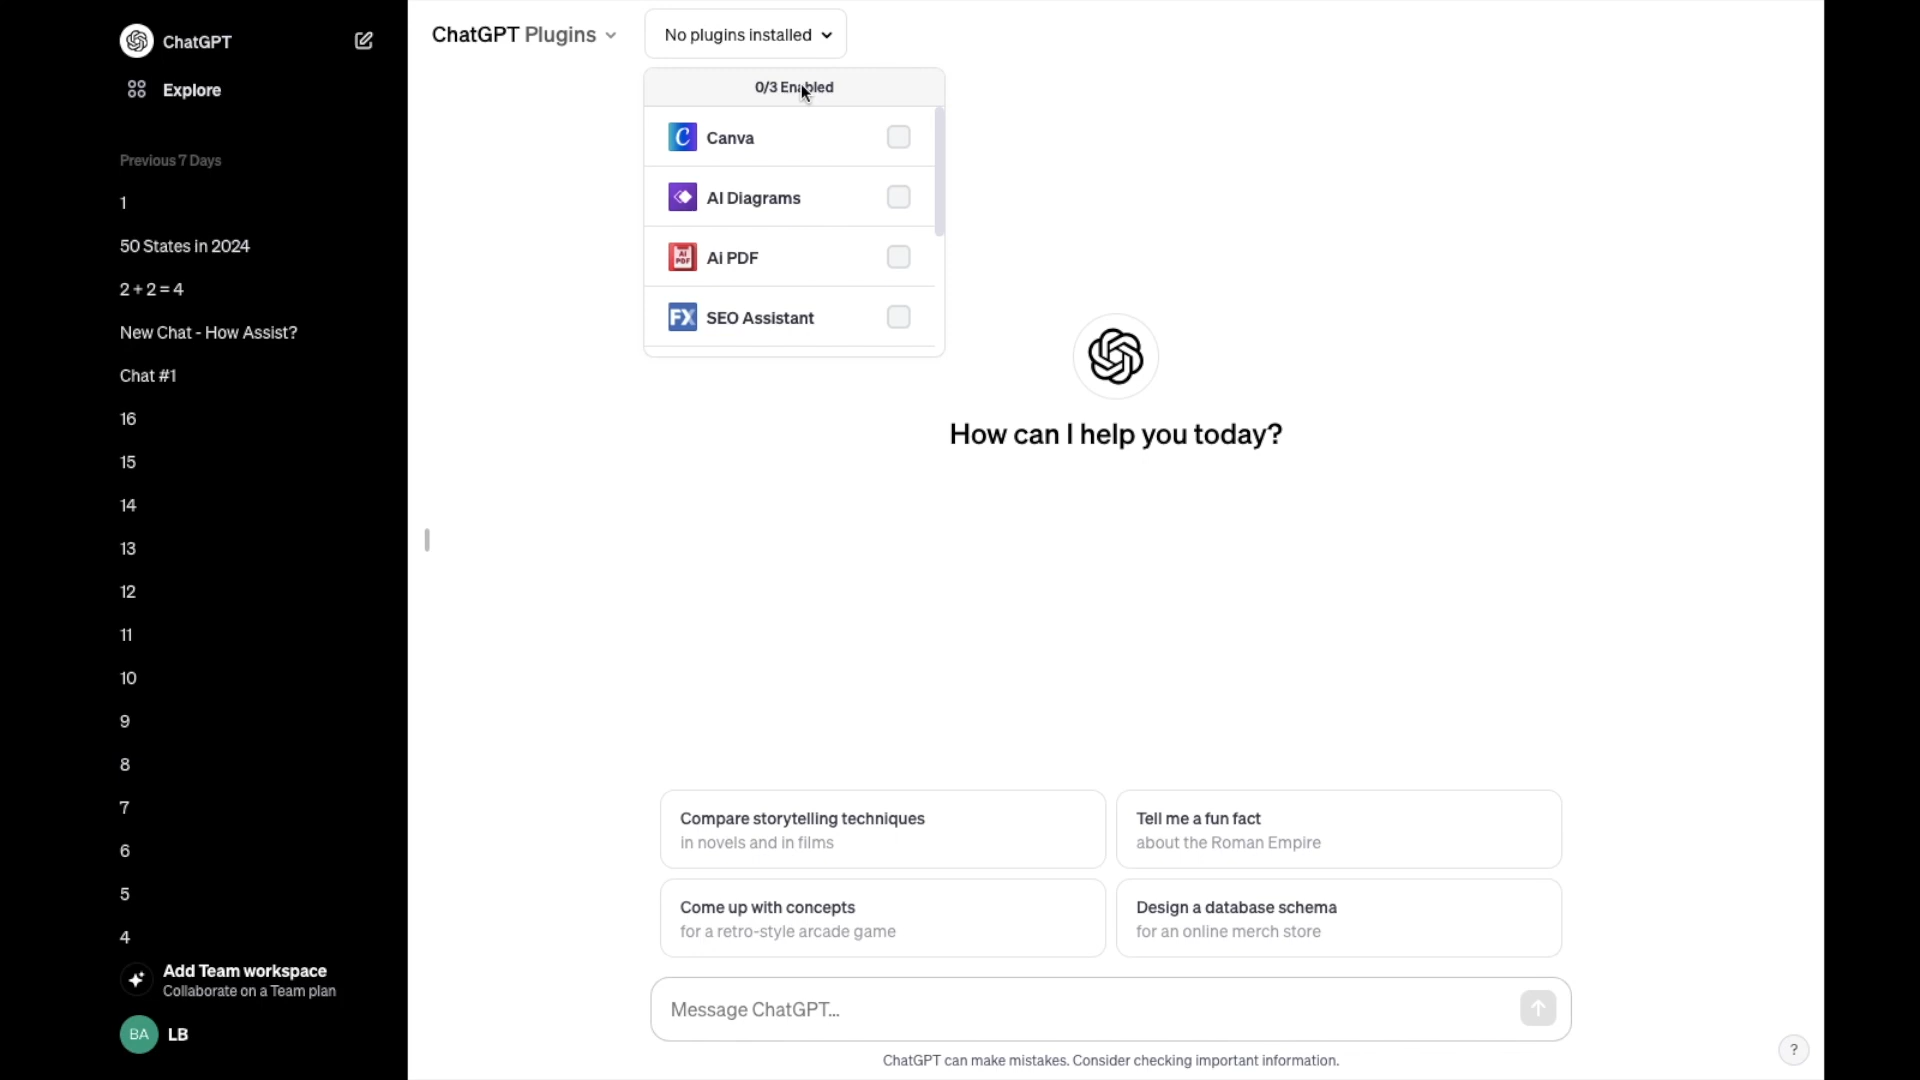 ChatGPT
Explore
Previous 7 Days
1
50 States in 2024
2 + 2 = 4
New Chat - How Assist?
Chat #1
16
15
14
13
12
11
10
9
8
7
6
5
4
Add Team workspace
Collaborate on a Team plan
BA LB
ChatGPT Plugins
No plugins installed
0/3 Enabled
C Canva
AI Diagrams
AI PDF Ai PDF
FX SEO Assistant
How can I help you today?
Compare storytelling techniques
in novels and in films
Tell me a fun fact
about the Roman Empire
Come up with concepts
for a retro-style arcade game
Design a database schema
for an online merch store
Message ChatGPT...
ChatGPT can make mistakes. Consider checking important information.
?